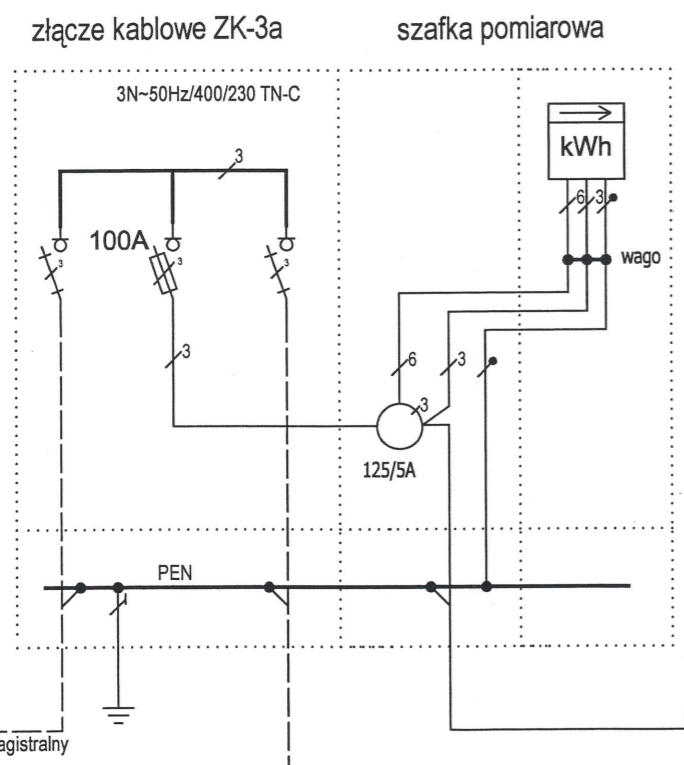 złącze kablowe ZK-3a
szafka pomiarowa
3N~50Hz/400/230 TN-C
kWh
3
6
3
100A
3
3
3
wago
3
6
3
3
125/5A
PEN